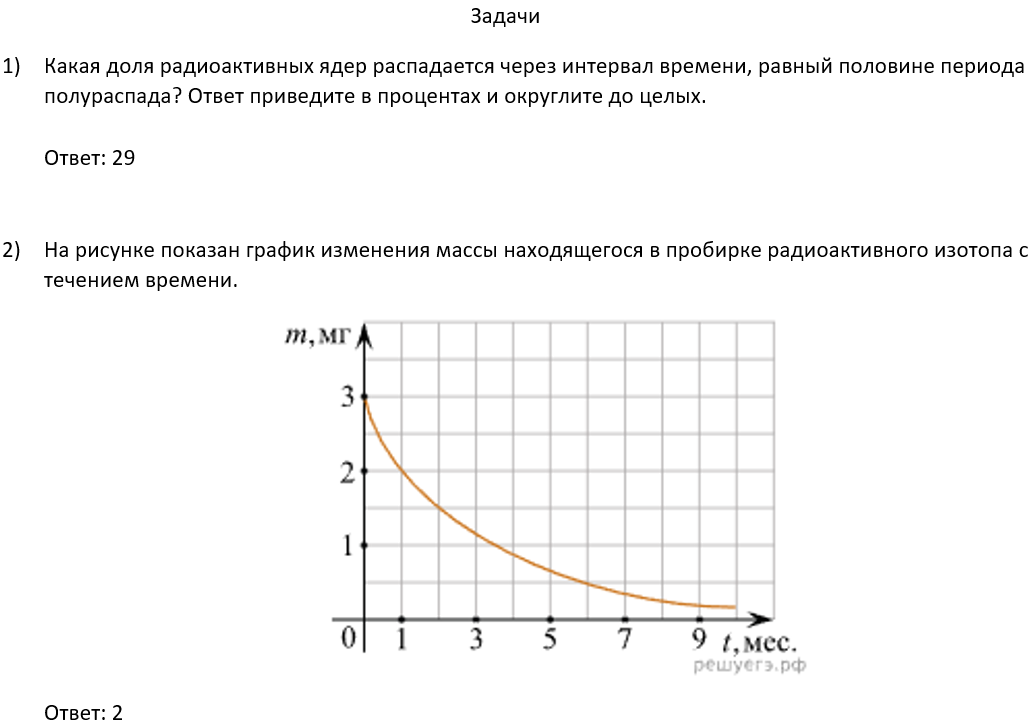 Задачи
1) Какая доля радиоактивных ядер распадается через интервал времени, равный половине периода
полураспада? Ответ приведите в процентах и округлите до целых.
Ответ: 29
2) На рисунке показан график изменения массы находящегося в пробирке радиоактивного изотопа с
течением времени.
m, мг
3
2
1
0 1 3 5 7 9 t, мес.
решуегэ.рф
Ответ: 2